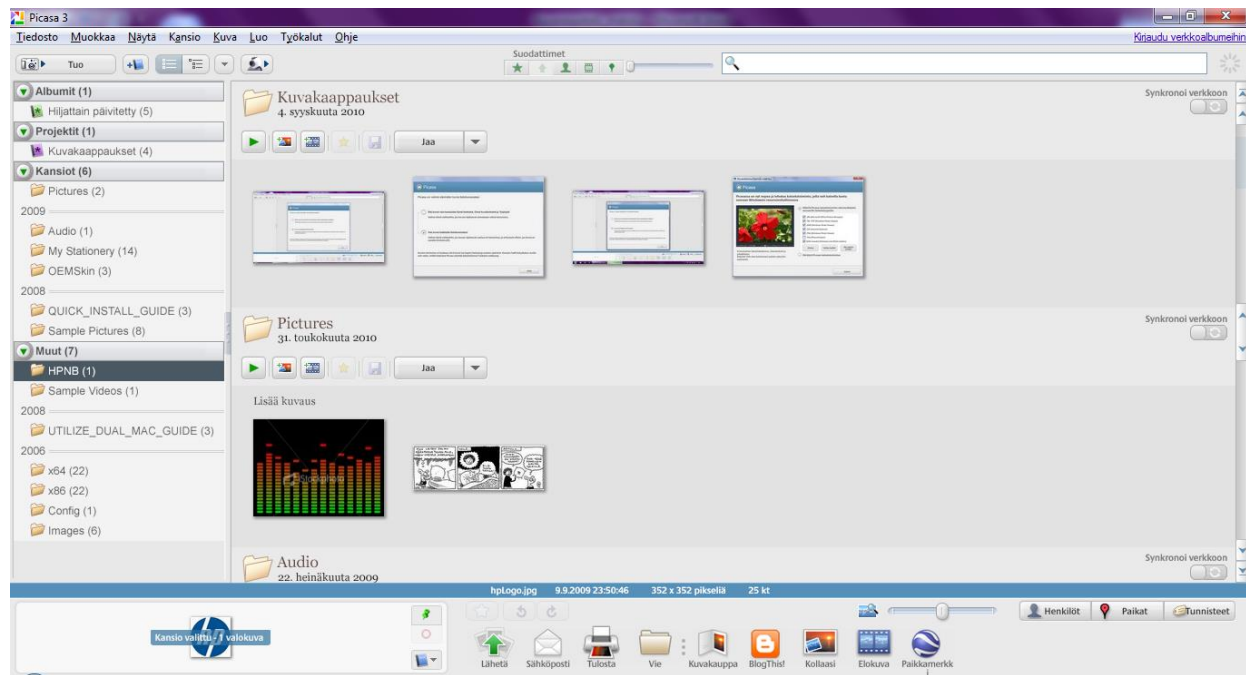 Picasa 3
Tiedosto Muokkaa Näytä Kansio Kuva Luo Työkalut Ohje
Kirjaudu verkkoalbumeihin
Tuo
Suodattimet
Albumit (1)
Hiljattain päivitetty (5)
Projektit (1)
Kuvakaappaukset (4)
Kansiot (6)
Pictures (2)
2009
Audio (1)
My Stationery (14)
OEMSkin (3)
2008
QUICK_INSTALL_GUIDE (3)
Sample Pictures (8)
Muut (7)
HPNB (1)
Sample Videos (1)
2008
UTILIZE_DUAL_MAC_GUIDE (3)
2006
x64 (22)
x86 (22)
Config (1)
Images (6)
Kuvakaappaukset
4. syyskuuta 2010
Synkronoi verkkoon
Jaa
Pictures
31. toukokuuta 2010
Synkronoi verkkoon
Jaa
Lisää kuvaus
iStockphoto
Audio
22. heinäkuuta 2009
Synkronoi verkkoon
hpLogo.jpg 9.9.2009 23:50:46 352 x 352 pikseliä 25 kt
Kansio valittu - 1 valokuva
Henkilöt Paikat Tunnisteet
Lähetä Sähköposti Tulosta Vie Kuvakauppa BlogThis! Kollaasi Elokuva Paikkamerkk